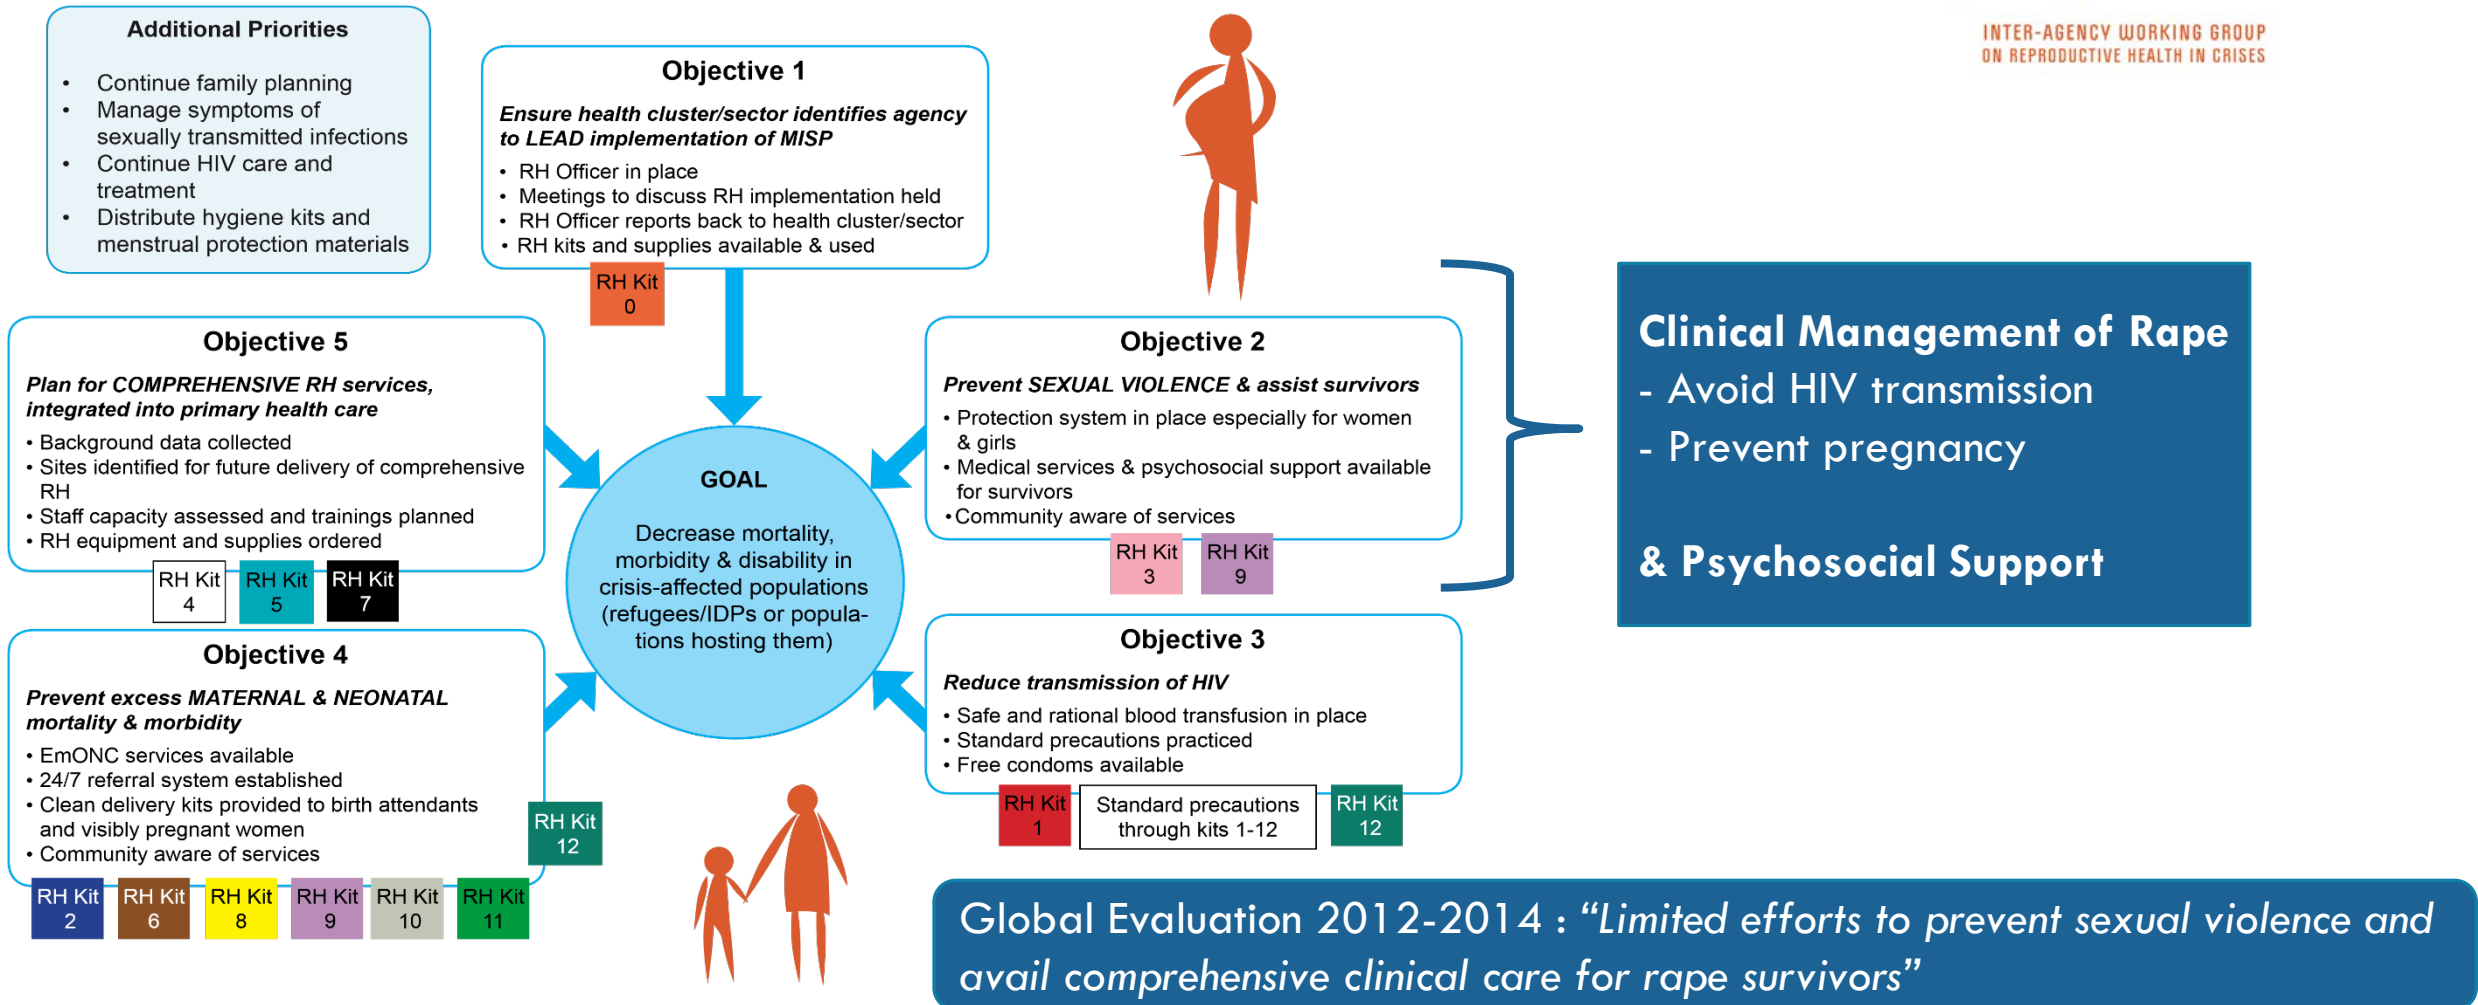 Additional Priorities
• Continue family planning
• Manage symptoms of
sexually transmitted infections
• Continue HIV care and
treatment
• Distribute hygiene kits and
menstrual protection materials
Objective 1
Ensure health cluster/sector identifies agency
to LEAD implementation of MISP
• RH Officer in place
• Meetings to discuss RH implementation held
• RH Officer reports back to health cluster/sector
• RH kits and supplies available & used
RH Kit
0
INTER-AGENCY WORKING GROUP
ON REPRODUCTIVE HEALTH IN CRISES
Objective 5
Plan for COMPREHENSIVE RH services,
integrated into primary health care
• Background data collected
• Sites identified for future delivery of comprehensive
RH
• Staff capacity assessed and trainings planned
• RH equipment and supplies ordered
RH Kit
4
RH Kit
5
RH Kit
7
GOAL
Decrease mortality,
morbidity & disability in
crisis-affected populations
(refugees/IDPs or popula-
tions hosting them)
Objective 2
Prevent SEXUAL VIOLENCE & assist survivors
• Protection system in place especially for women
& girls
• Medical services & psychosocial support available
for survivors
• Community aware of services
RH Kit
3
RH Kit
9
Clinical Management of Rape
- Avoid HIV transmission
- Prevent pregnancy
& Psychosocial Support
Objective 4
Prevent excess MATERNAL & NEONATAL
mortality & morbidity
• EmONC services available
• 24/7 referral system established
• Clean delivery kits provided to birth attendants
and visibly pregnant women
• Community aware of services
RH Kit
12
RH Kit
2
RH Kit
6
RH Kit
8
RH Kit
9
RH Kit
10
RH Kit
11
Objective 3
Reduce transmission of HIV
• Safe and rational blood transfusion in place
• Standard precautions practiced
• Free condoms available
RH Kit
1
Standard precautions
through kits 1-12
RH Kit
12
Global Evaluation 2012-2014 : “Limited efforts to prevent sexual violence and
avail comprehensive clinical care for rape survivors”